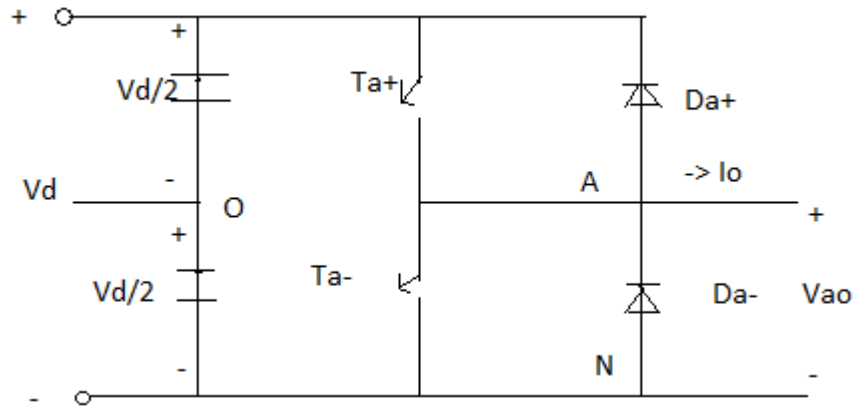 +
+
Vd/2
Ta+
Da+
-
A
-> Io
Vd
O
+
+
Vd/2
Ta-
Da-
Vao
-
N
-
-